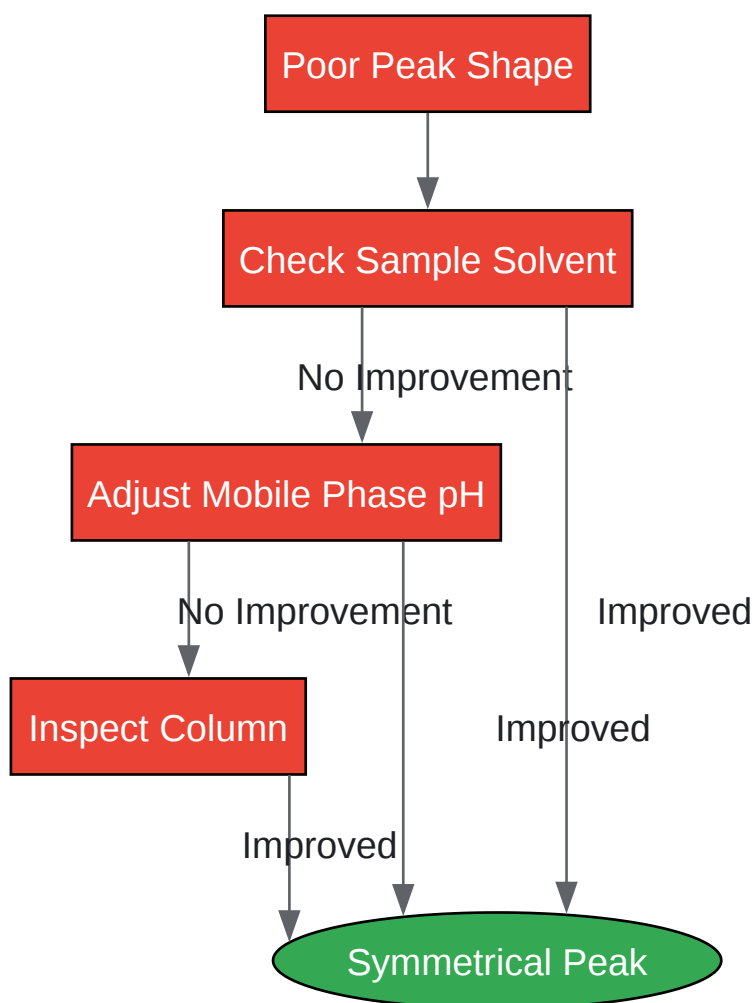 Poor Peak Shape
Check Sample Solvent
No Improvement
Adjust Mobile Phase pH
No Improvement
Improved
Inspect Column
Improved
Improved
Symmetrical Peak